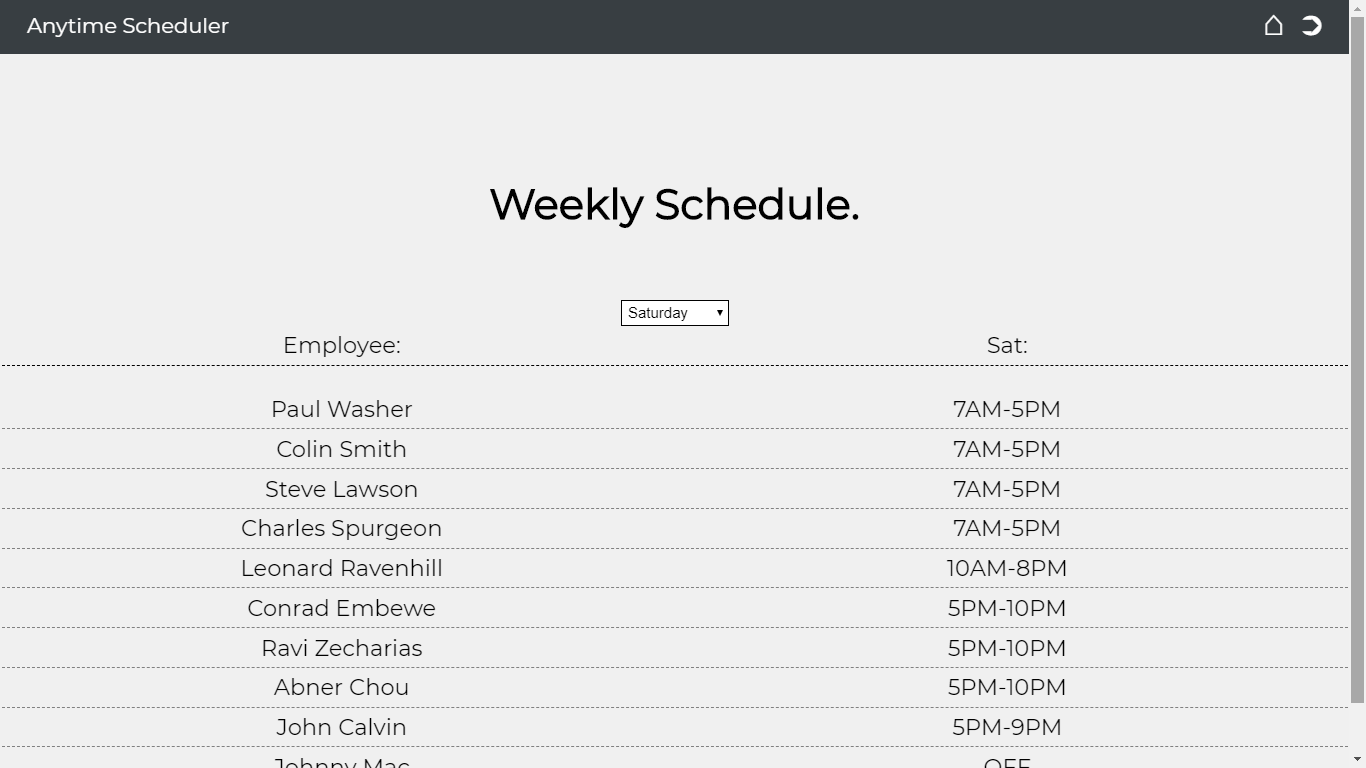 Anytime Scheduler
Weekly Schedule.
Saturday
Employee: Sat:
Paul Washer 7AM-5PM
Colin Smith 7AM-5PM
Steve Lawson 7AM-5PM
Charles Spurgeon 7AM-5PM
Leonard Ravenhill 10AM-8PM
Conrad Embewe 5PM-10PM
Ravi Zecharias 5PM-10PM
Abner Chou 5PM-10PM
John Calvin 5PM-9PM
Johnny Mac OFF